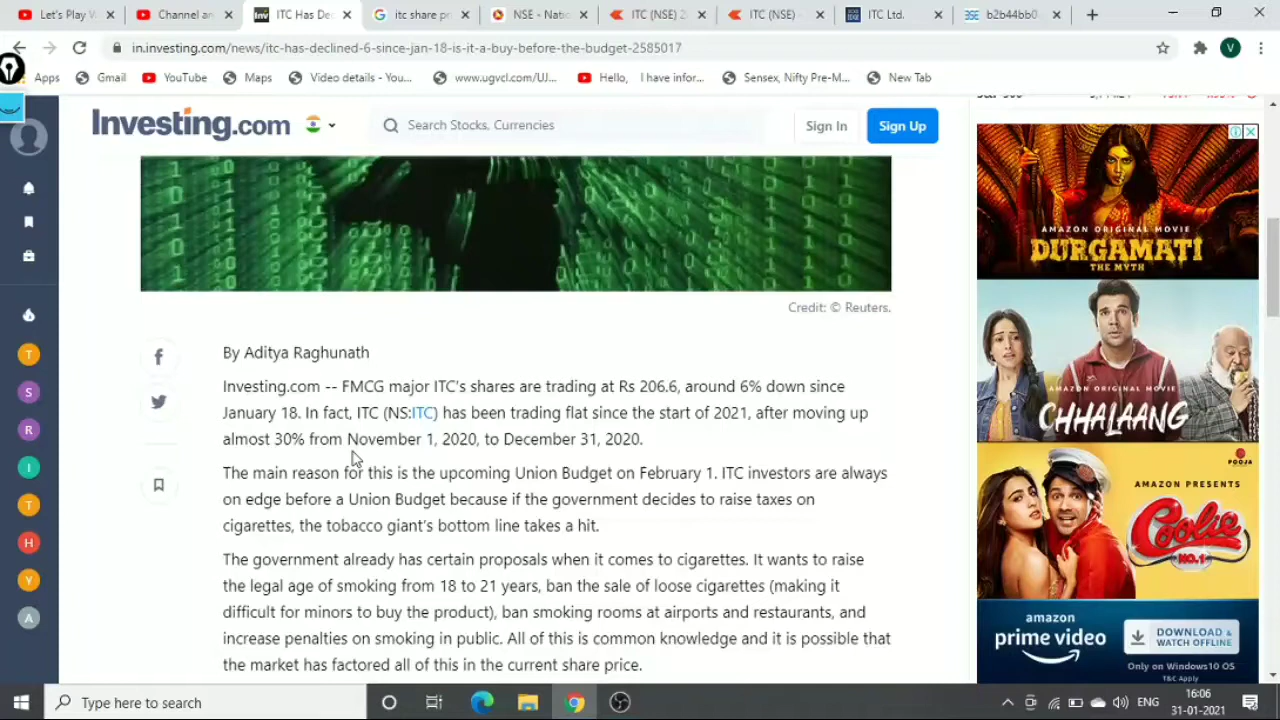 Let's Play W
Channel an
ITC Has De
itc share p
NSE - Natio
ITC (NSE) 2
ITC (NSE) -
ITC Ltd.
b2b44bb0
in.investing.com/news/itc-has-declined-6-since-jan-18-is-it-a-buy-before-the-budget-2585017
V
Apps
Gmail
YouTube
Maps
Video details - You...
www.ugvcl.com/UJ...
Hello, I have infor...
Sensex, Nifty Pre-M...
New Tab
Investing.com
Search Stocks, Currencies
Sign In
Sign Up
Credit: © Reuters.
By Aditya Raghunath
Investing.com -- FMCG major ITC's shares are trading at Rs 206.6, around 6% down since
January 18. In fact, ITC (NS:ITC) has been trading flat since the start of 2021, after moving up
almost 30% from November 1, 2020, to December 31, 2020.
The main reason for this is the upcoming Union Budget on February 1. ITC investors are always
on edge before a Union Budget because if the government decides to raise taxes on
cigarettes, the tobacco giant's bottom line takes a hit.
The government already has certain proposals when it comes to cigarettes. It wants to raise
the legal age of smoking from 18 to 21 years, ban the sale of loose cigarettes (making it
difficult for minors to buy the product), ban smoking rooms at airports and restaurants, and
increase penalties on smoking in public. All of this is common knowledge and it is possible that
the market has factored all of this in the current share price.
T
S
R
I
T
H
Y
A
AMAZON ORIGINAL MOVIE
DURGAMATI
THE MYTH
AMAZON ORIGINAL MOVIE
CHHALAANG
POOJA
AMAZON PRESENTS
Coolie
NO.1
amazon
prime video
DOWNLOAD &
WATCH OFFLINE
Only on Windows10 OS
T&C Apply
Type here to search
ENG
16:06
31-01-2021